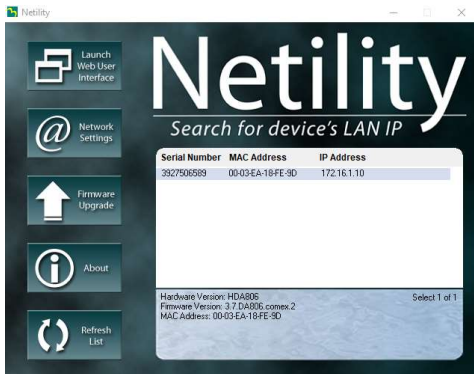 Netility
Launch
Web User
Interface
Network
Settings
Firmware
Upgrade
About
Refresh
List
Netility
Search for device's LAN IP
Serial Number MAC Address IP Address
3927506589 00-03-EA-18-FE-9D 172.16.1.10
Hardware Version: HDA806 Select 1 of 1
Firmware Version: 3.7.DA806.comex.2
MAC Address: 00-03-EA-18-FE-9D